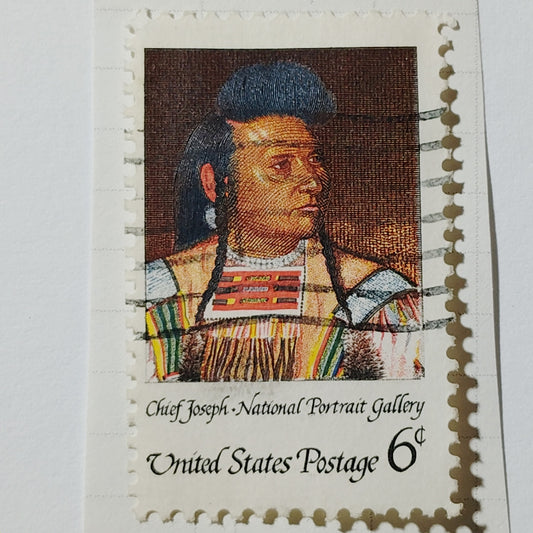 Chief Joseph • National Portrait Gallery
United States Postage 6¢